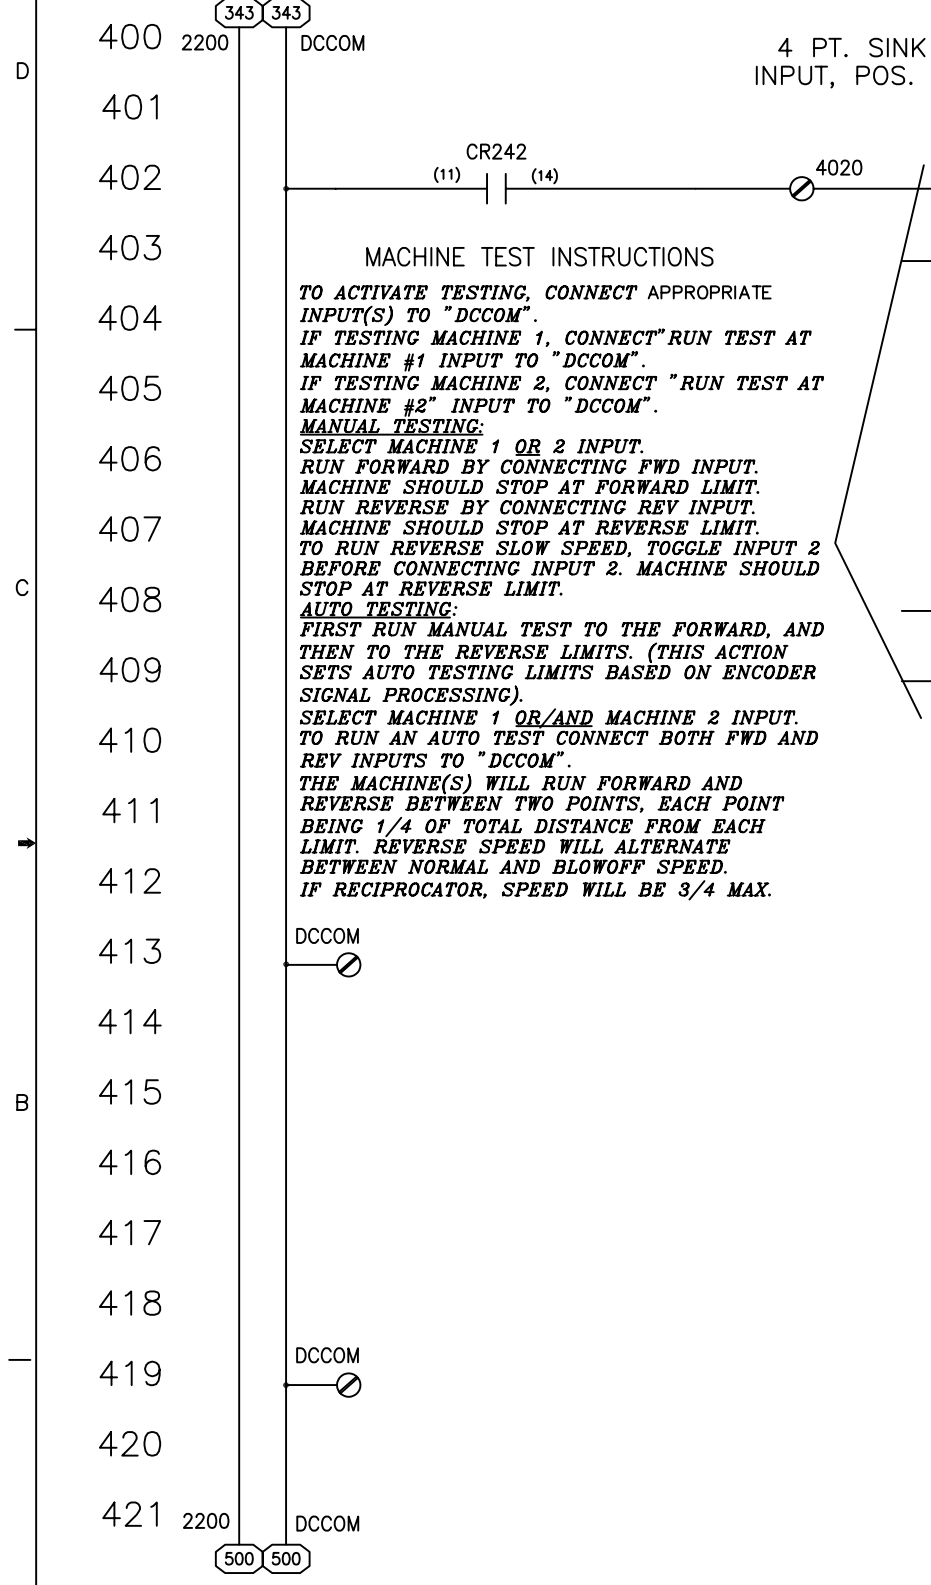 343 343
400 2200 DCCOM
4 PT. SINK
D
INPUT, POS.
401
CR242
402 (11) (14) 4020
403
MACHINE TEST INSTRUCTIONS
TO ACTIVATE TESTING, CONNECT APPROPRIATE
404
INPUT(S) TO "DCCOM".
IF TESTING MACHINE 1, CONNECT"RUN TEST AT
MACHINE #1 INPUT TO "DCCOM".
405
IF TESTING MACHINE 2, CONNECT "RUN TEST AT
MACHINE #2" INPUT TO "DCCOM".
MANUAL TESTING:
SELECT MACHINE 1 OR 2 INPUT.
406
RUN FORWARD BY CONNECTING FWD INPUT.
MACHINE SHOULD STOP AT FORWARD LIMIT.
RUN REVERSE BY CONNECTING REV INPUT.
407
MACHINE SHOULD STOP AT REVERSE LIMIT.
TO RUN REVERSE SLOW SPEED, TOGGLE INPUT 2
BEFORE CONNECTING INPUT 2. MACHINE SHOULD
C
STOP AT REVERSE LIMIT.
408
AUTO TESTING:
FIRST RUN MANUAL TEST TO THE FORWARD, AND
THEN TO THE REVERSE LIMITS. (THIS ACTION
409
SETS AUTO TESTING LIMITS BASED ON ENCODER
SIGNAL PROCESSING).
SELECT MACHINE 1 OR/AND MACHINE 2 INPUT.
410
TO RUN AN AUTO TEST CONNECT BOTH FWD AND
REV INPUTS TO "DCCOM".
THE MACHINE(S) WILL RUN FORWARD AND
411
REVERSE BETWEEN TWO POINTS, EACH POINT
BEING 1/4 OF TOTAL DISTANCE FROM EACH
LIMIT. REVERSE SPEED WILL ALTERNATE
BETWEEN NORMAL AND BLOWOFF SPEED.
412
IF RECIPROCATOR, SPEED WILL BE 3/4 MAX.
DCCOM
413
414
415
B
416
417
418
DCCOM
419
420
421 2200 DCCOM
500 500